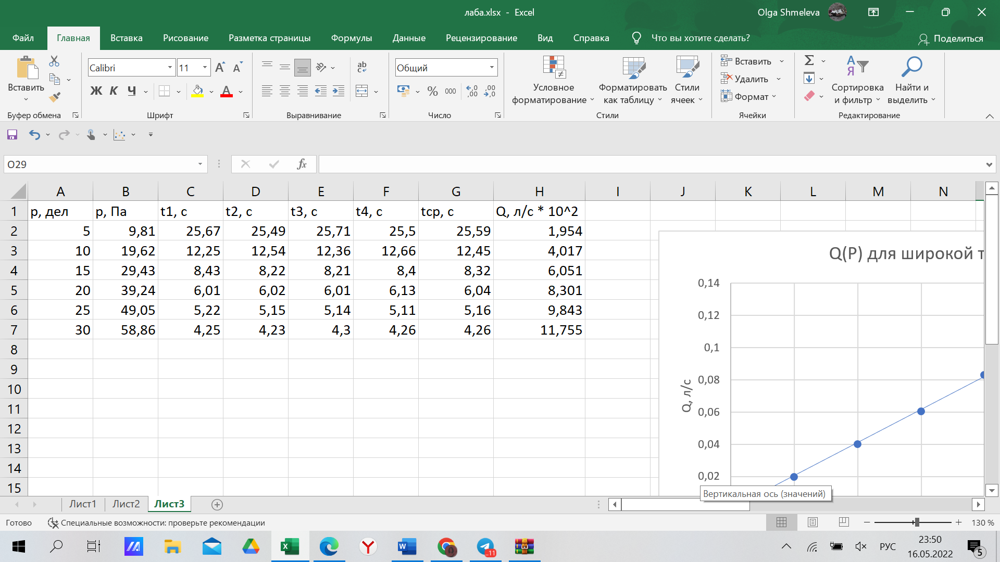 лаба.xlsx - Excel
Olga Shmeleva
Файл Главная Вставка Рисование Разметка страницы Формулы Данные Рецензирование Вид Справка Что вы хотите сделать? Поделиться
Вставить
Буфер обмена
Calibri 11
Ж К Ч
Шрифт
ab
Выравнивание
Общий
% 000
Число
Условное форматирование
Форматировать как таблицу
Стили ячеек
Стили
Вставить
Удалить
Формат
Ячейки
Сортировка и фильтр
Найти и выделить
Редактирование
O29
fx
A B C D E F G H I J K L M N
1 p, дел p, Па t1, c t2, c t3, c t4, c tср, с Q, л/с * 10^2
2 5 9,81 25,67 25,49 25,71 25,5 25,59 1,954
3 10 19,62 12,25 12,54 12,36 12,66 12,45 4,017
4 15 29,43 8,43 8,22 8,21 8,4 8,32 6,051
5 20 39,24 6,01 6,02 6,01 6,13 6,04 8,301
6 25 49,05 5,22 5,15 5,14 5,11 5,16 9,843
7 30 58,86 4,25 4,23 4,3 4,26 4,26 11,755
8
9
10
11
12
13
14
15
Q(P) для широкой т
0,14
0,12
0,1
0,08
0,06
0,04
0,02
Q, л/с
Вертикальная ось (значений)
Лист1 Лист2 Лист3
Готово Специальные возможности: проверьте рекомендации 130 %
РУС
23:50
16.05.2022
..11
5